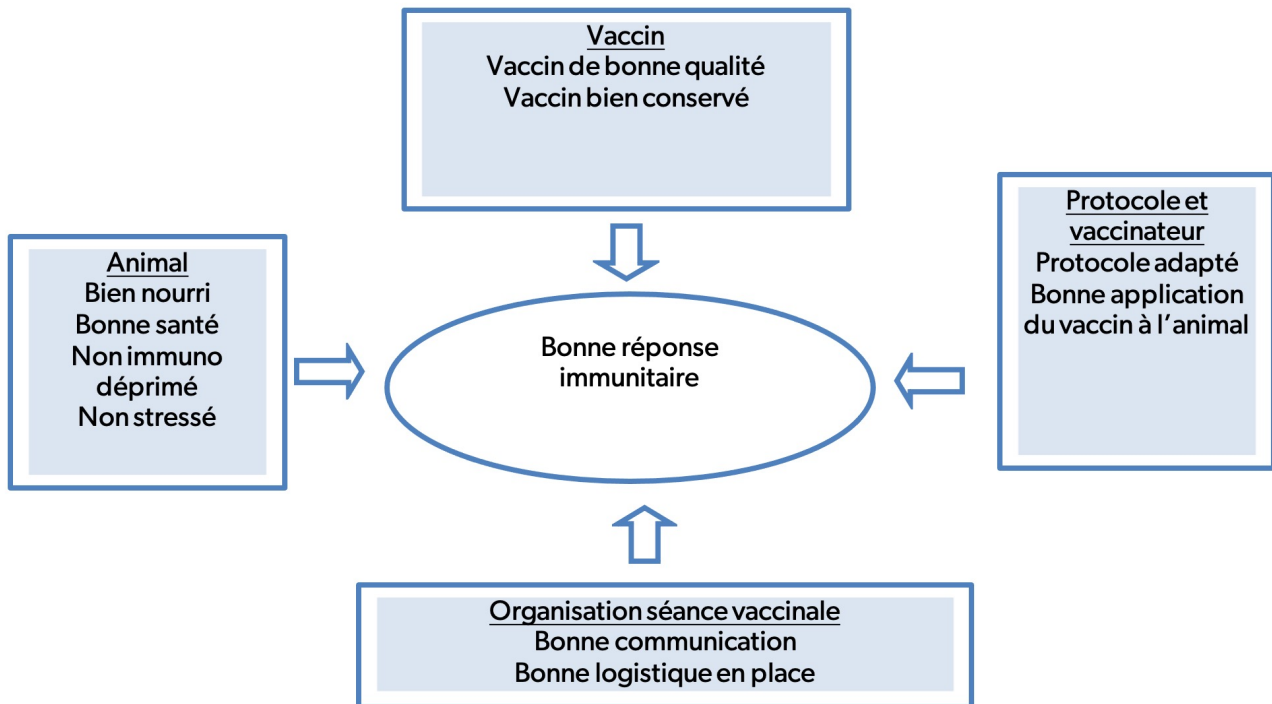 Vaccin
Vaccin de bonne qualité
Vaccin bien conservé
Animal
Bien nourri
Bonne santé
Non immuno
déprimé
Non stressé
Bonne réponse
immunitaire
Protocole et
vaccinateur
Protocole adapté
Bonne application
du vaccin à l’animal
Organisation séance vaccinale
Bonne communication
Bonne logistique en place